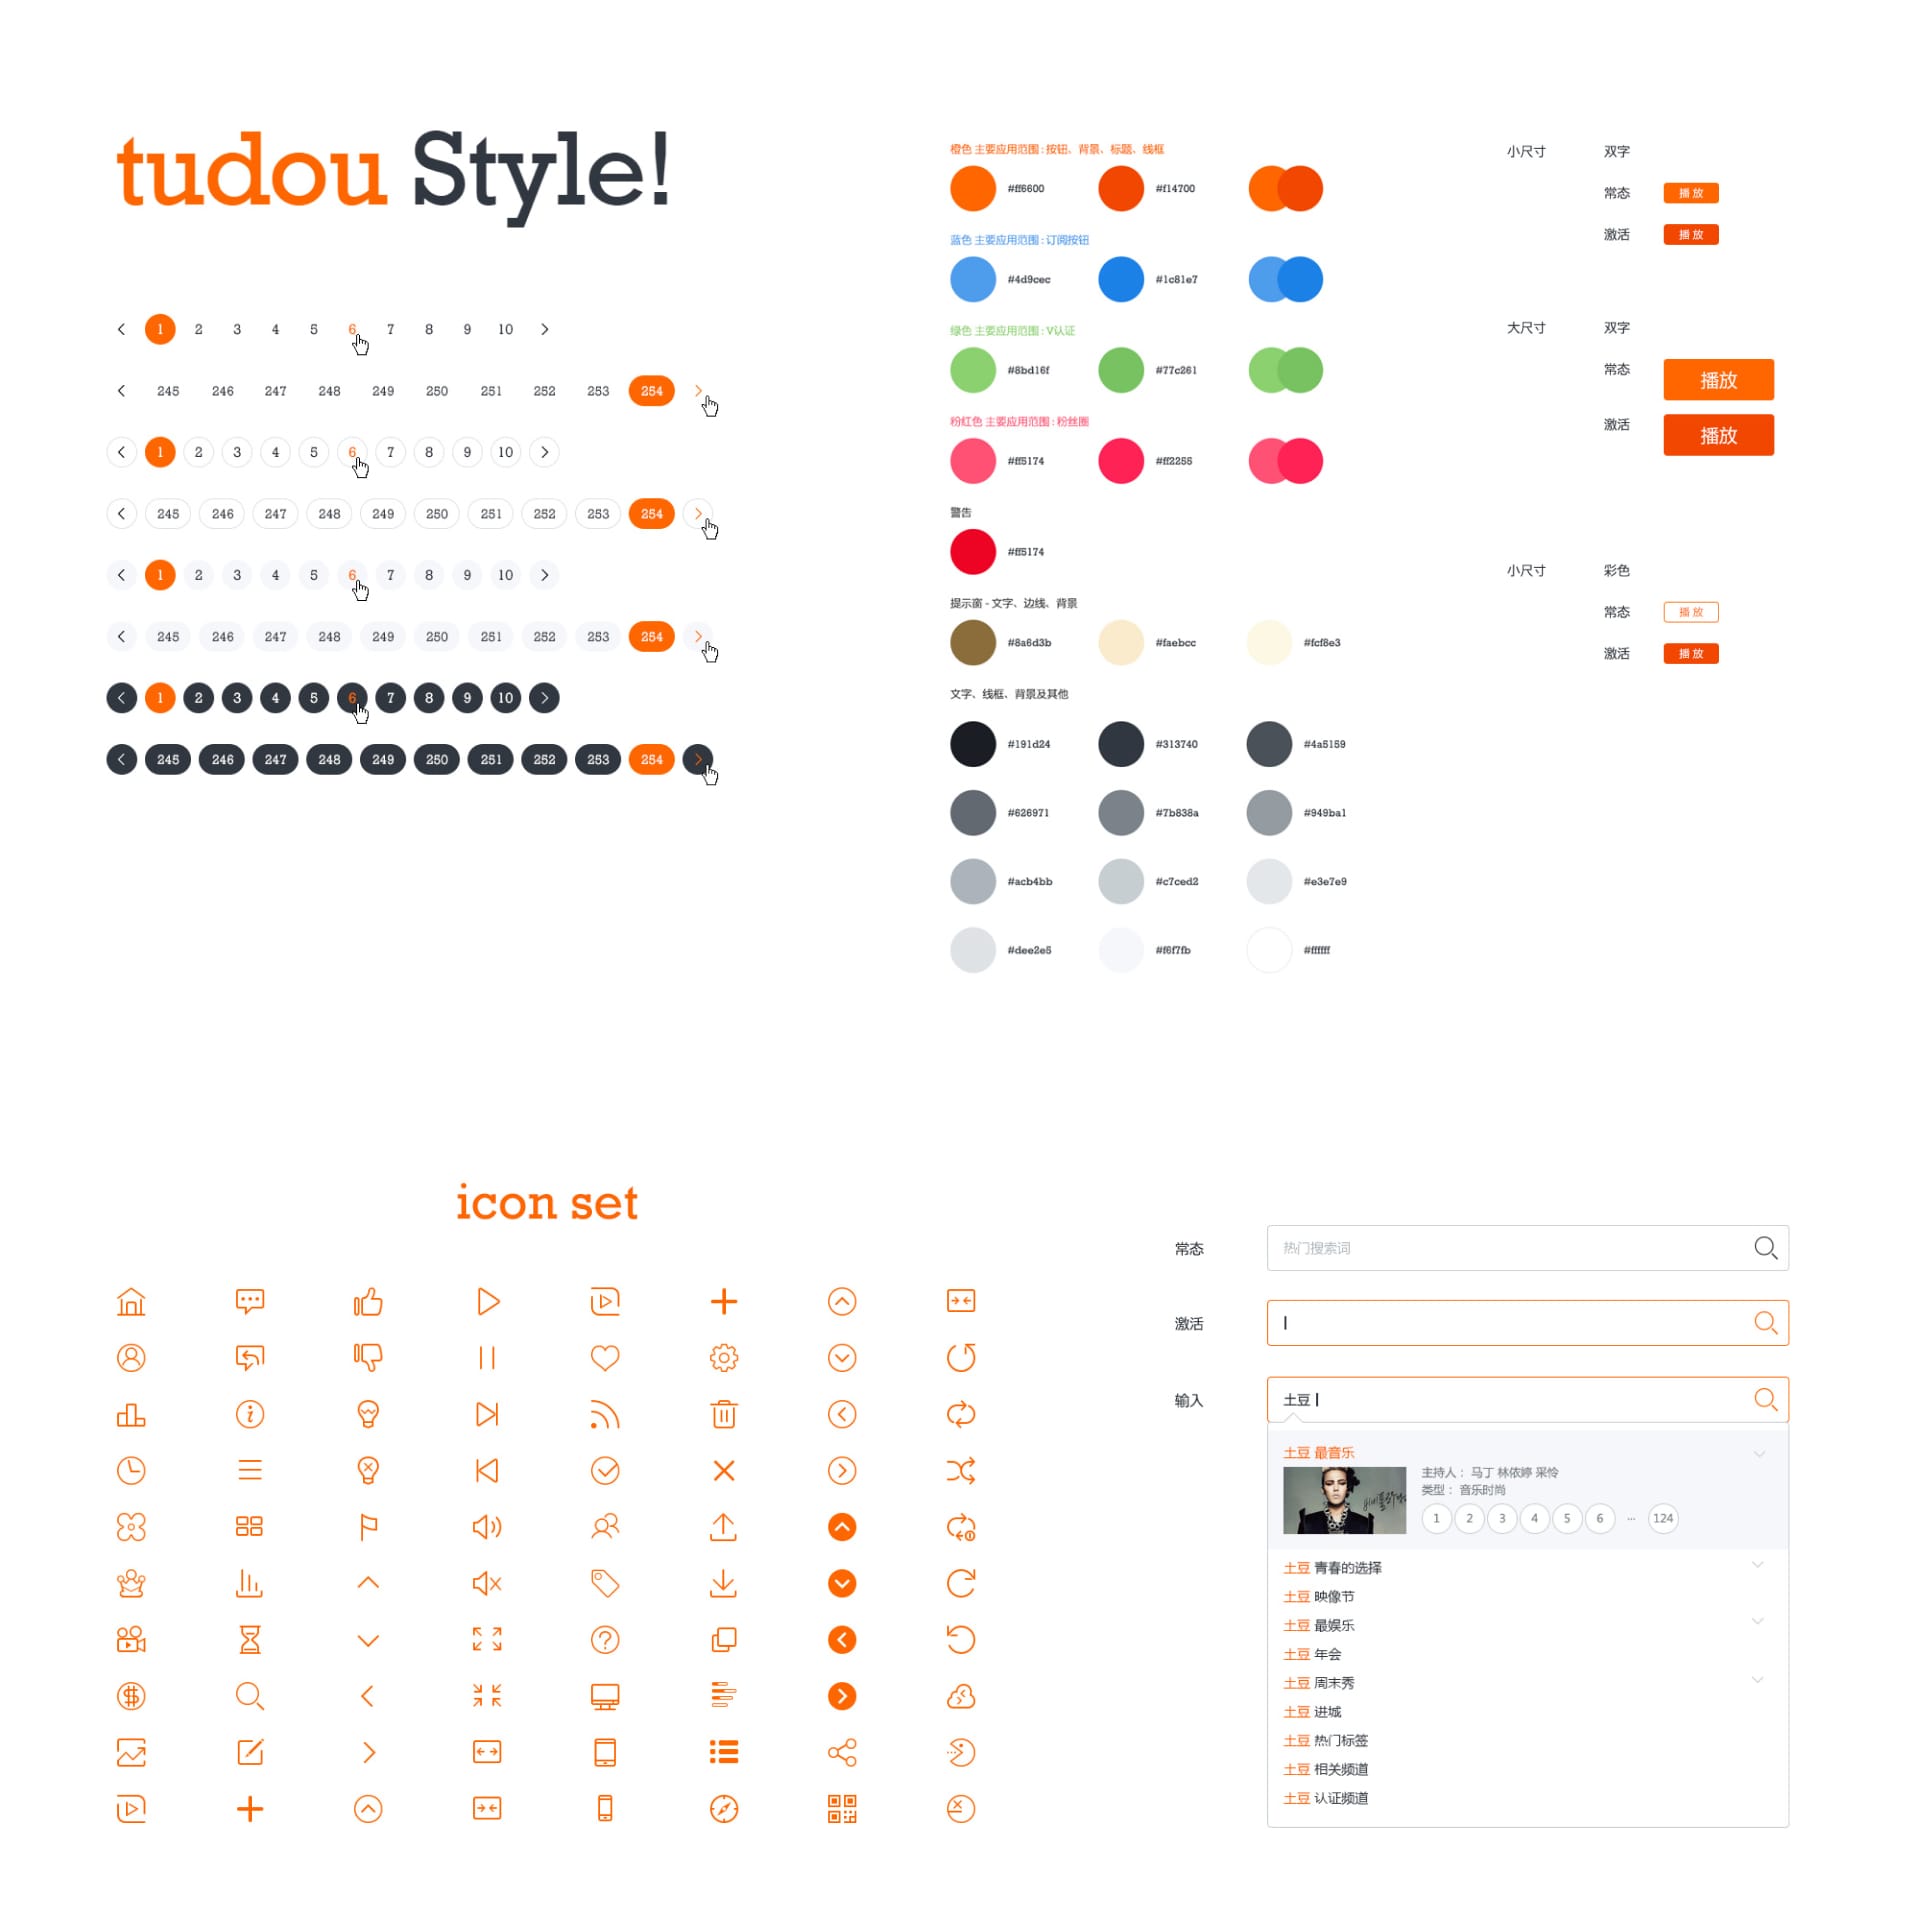 tudou Style!
1 2 3 4 5 6 7 8 9 10
245 246 247 248 249 250 251 252 253 254
1 2 3 4 5 6 7 8 9 10
245 246 247 248 249 250 251 252 253 254
1 2 3 4 5 6 7 8 9 10
245 246 247 248 249 250 251 252 253 254
1 2 3 4 5 6 7 8 9 10
245 246 247 248 249 250 251 252 253 254
橙色 主要应用范围：按钮、背景、标题、线框
#ff6600 #f14700
蓝色 主要应用范围：订阅按钮
#4d9cec #1c81e7
绿色 主要应用范围：V认证
#8bd16f #77c261
粉红色 主要应用范围：粉丝圈
#ff5174 #ff2255
警告
#ff5174
提示窗 - 文字、边线、背景
#8a6d3b #faebcc #fcf8e3
文字、线框、背景及其他
#191d24 #313740 #4a5159
#626971 #7b838a #949ba1
#acb4bb #c7ced2 #e3e7e9
#dee2e5 #f6f7fb #ffffff
小尺寸 双字
常态 播放
激活 播放
大尺寸 双字
常态 播放
激活 播放
小尺寸 彩色
常态 播放
激活 播放
icon set
常态 热门搜索词
激活
输入 土豆
土豆 最音乐
主持人： 马丁 林依婷 采怜
类型： 音乐时尚
1 2 3 4 5 6 ... 124
土豆 青春的选择
土豆 映像节
土豆 最娱乐
土豆 年会
土豆 周末秀
土豆 进城
土豆 热门标签
土豆 相关频道
土豆 认证频道